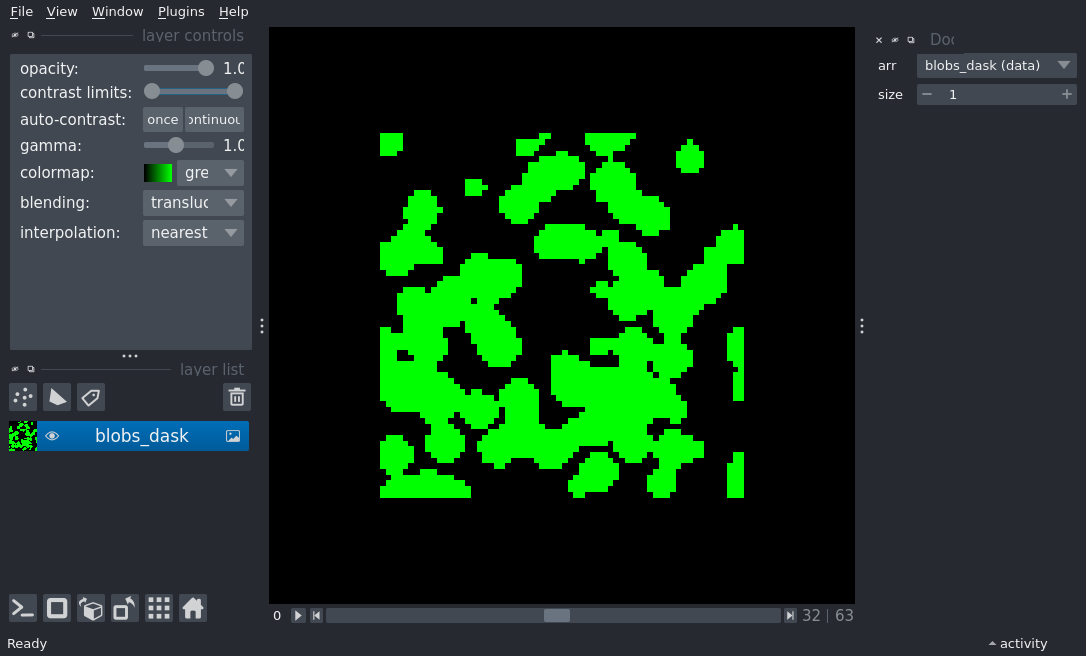 File View Window Plugins Help
layer controls
opacity: 1.0
contrast limits:
auto-contrast: once ontinuou
gamma: 1.0
colormap: gre
blending: transluc
interpolation: nearest
layer list
blobs_dask
0 32 | 63
Ready
Doc
arr blobs_dask (data)
size 1
activity